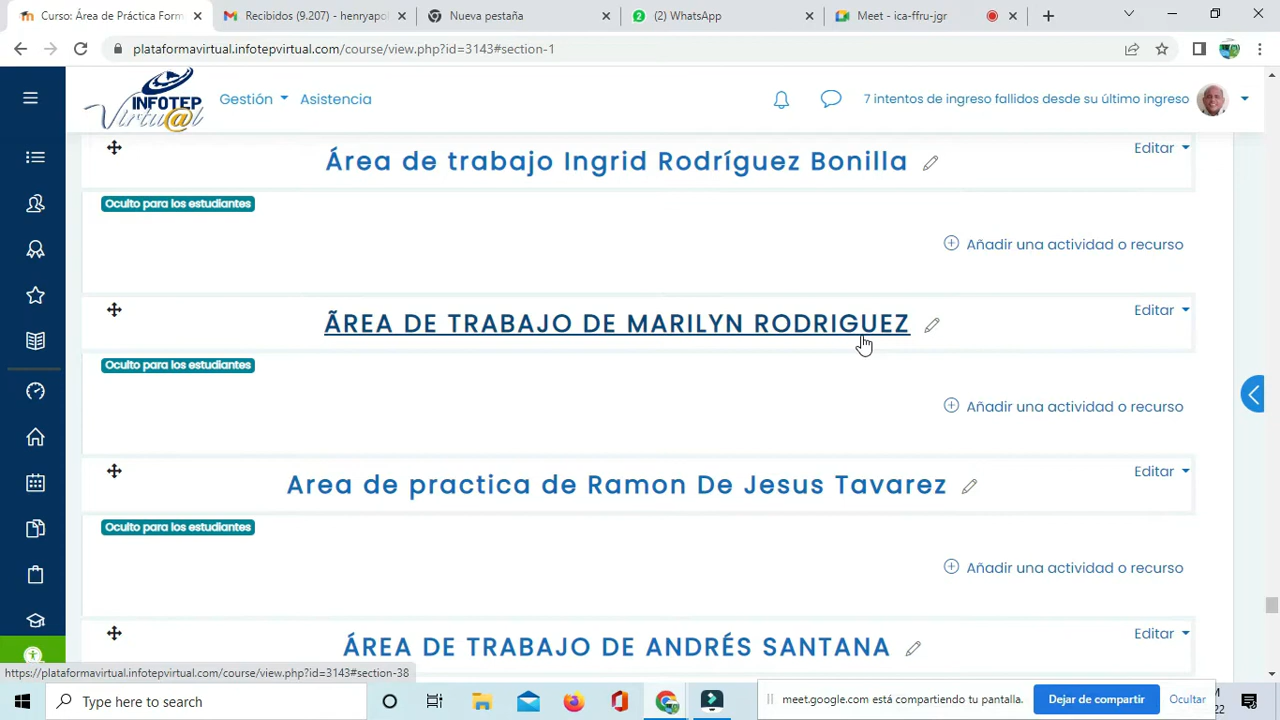 Curso: Área de Práctica Form
Recibidos (9.207) - henryapol
Nueva pestaña
(2) WhatsApp
Meet - ica-ffru-jgr
plataformavirtual.infotepvirtual.com/course/view.php?id=3143#section-1
INFOTEP
Virtu@l
Gestión
Asistencia
7 intentos de ingreso fallidos desde su último ingreso
Área de trabajo Ingrid Rodríguez Bonilla
Editar
Oculto para los estudiantes
Añadir una actividad o recurso
ÃREA DE TRABAJO DE MARILYN RODRIGUEZ
Editar
Oculto para los estudiantes
Añadir una actividad o recurso
Area de practica de Ramon De Jesus Tavarez
Editar
Oculto para los estudiantes
Añadir una actividad o recurso
ÁREA DE TRABAJO DE ANDRÉS SANTANA
Editar
https://plataformavirtual.infotepvirtual.com/course/view.php?id=3143#section-38
Type here to search
meet.google.com está compartiendo tu pantalla.
Dejar de compartir
Ocultar